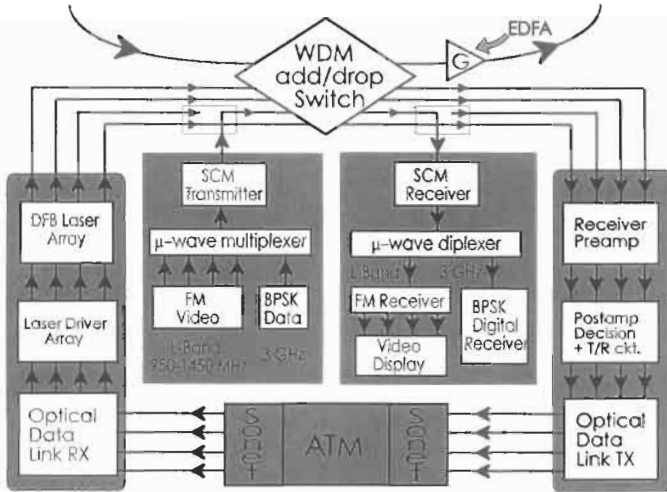 EDFA
G
WDM
add/drop
Switch
SCM
Transmitter
SCM
Receiver
DFB Laser
Array
μ-wave multiplexer
μ-wave diplexer
Receiver
Preamp
L-Band
3 GHz
FM
Video
BPSK
Data
FM Receiver
BPSK
Digital
Receiver
Laser Driver
Array
Postamp
Decision
+ T/R ckt.
L-Band
950-1450 MHz
3 GHz
Video
Display
Optical
Data
Link RX
Sonet
ATM
Sonet
Optical
Data
Link TX